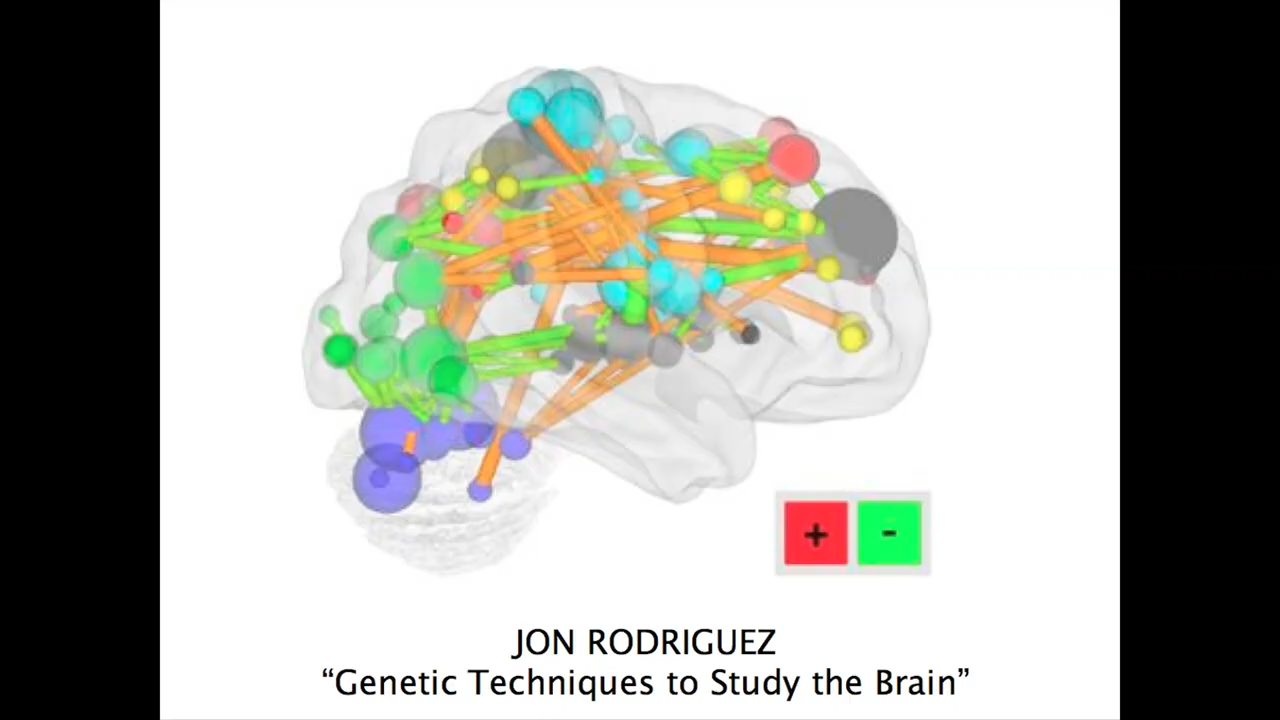 + -
JON RODRIGUEZ
“Genetic Techniques to Study the Brain”